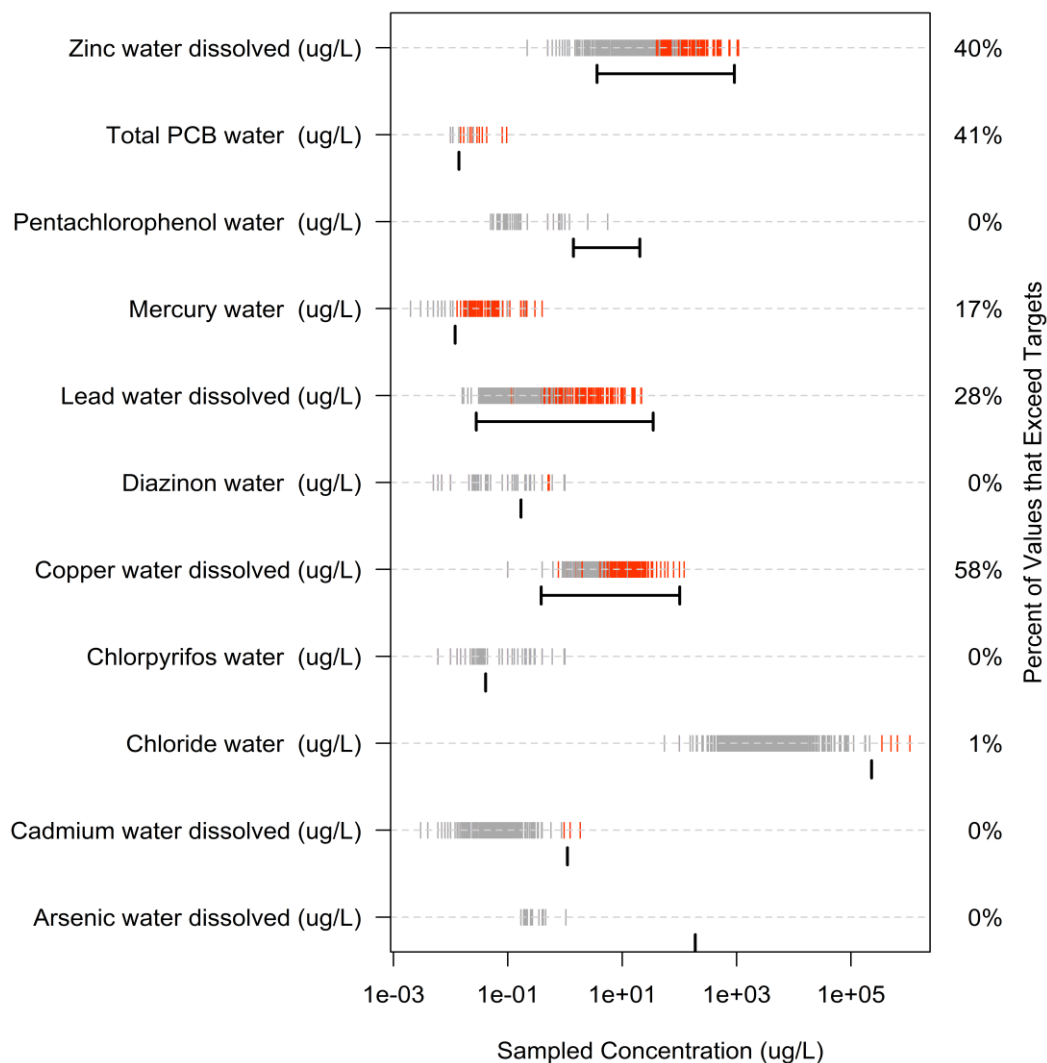 Zinc water dissolved (ug/L) 40%
Total PCB water (ug/L) 41%
Pentachlorophenol water (ug/L) 0%
Mercury water (ug/L) 17%
Lead water dissolved (ug/L) 28%
Diazinon water (ug/L) 0%
Copper water dissolved (ug/L) 58%
Chlorpyrifos water (ug/L) 0%
Chloride water (ug/L) 1%
Cadmium water dissolved (ug/L) 0%
Arsenic water dissolved (ug/L) 0%
Percent of Values that Exceed Targets
1e-03 1e-01 1e+01 1e+03 1e+05
Sampled Concentration (ug/L)